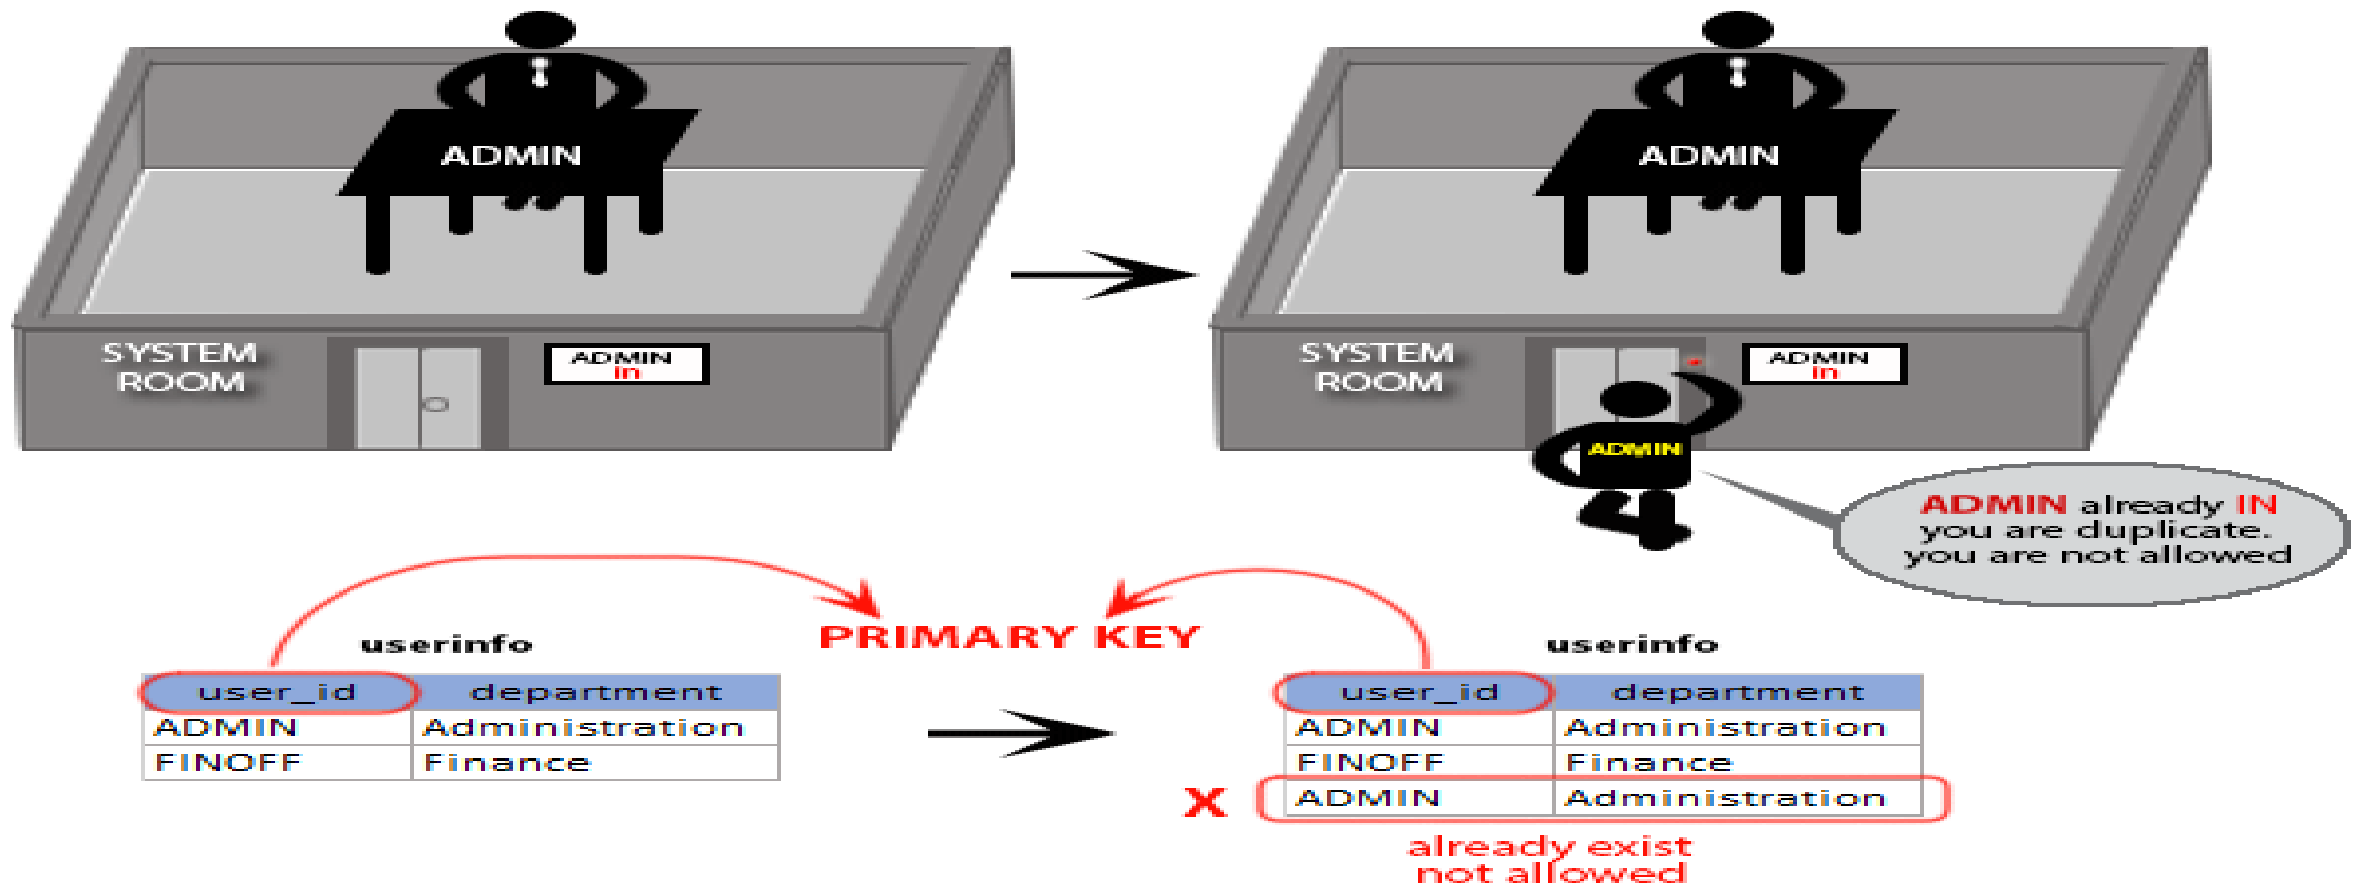 ADMIN
SYSTEM
ROOM
ADMIN
in
ADMIN
SYSTEM
ROOM
ADMIN
in
ADMIN
ADMIN already IN
you are duplicate.
you are not allowed
PRIMARY KEY
userinfo
user_id department
ADMIN Administration
FINOFF Finance
userinfo
user_id department
ADMIN Administration
FINOFF Finance
X ADMIN Administration
already exist
not allowed